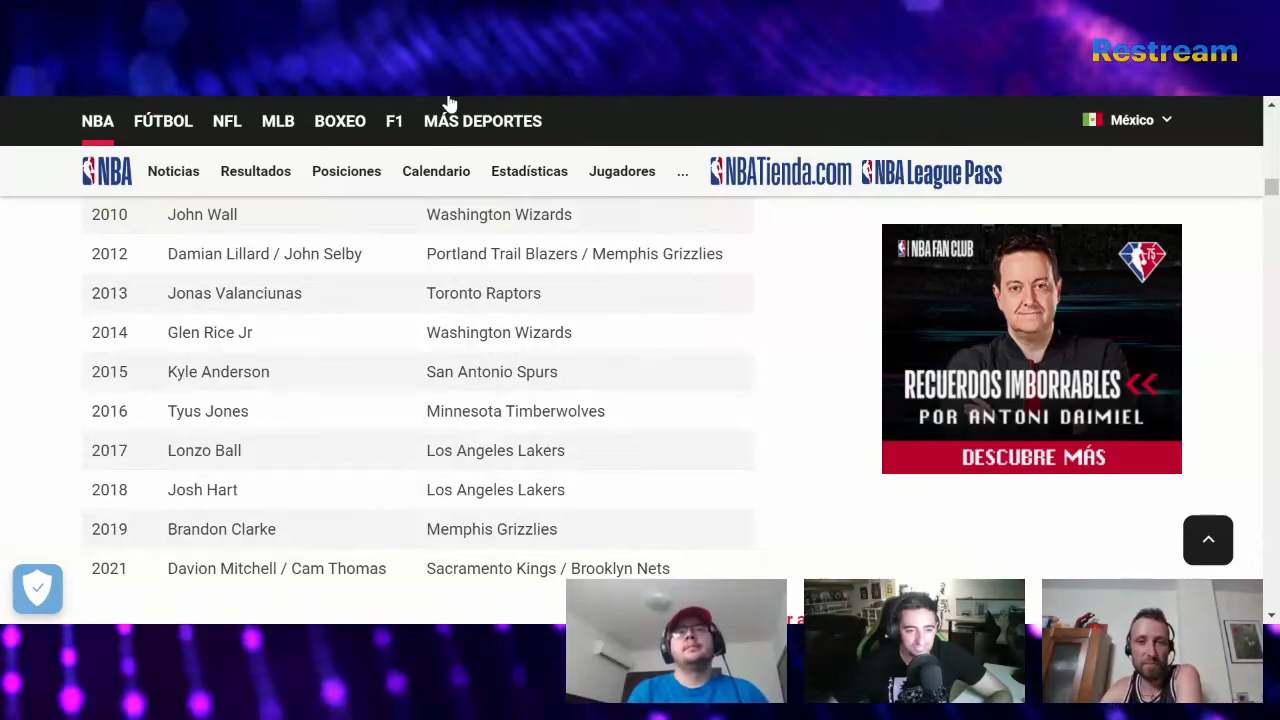 Restream
NBA FÚTBOL NFL MLB BOXEO F1 MÁS DEPORTES México
NBA Noticias Resultados Posiciones Calendario Estadísticas Jugadores ... NBATienda.com NBA League Pass
2010 John Wall Washington Wizards
2012 Damian Lillard / John Selby Portland Trail Blazers / Memphis Grizzlies
2013 Jonas Valanciunas Toronto Raptors
2014 Glen Rice Jr Washington Wizards
2015 Kyle Anderson San Antonio Spurs
2016 Tyus Jones Minnesota Timberwolves
2017 Lonzo Ball Los Angeles Lakers
2018 Josh Hart Los Angeles Lakers
2019 Brandon Clarke Memphis Grizzlies
2021 Davion Mitchell / Cam Thomas Sacramento Kings / Brooklyn Nets
NBA FAN CLUB
75
RECUERDOS IMBORRABLES
POR ANTONI DAIMIEL
DESCUBRE MÁS